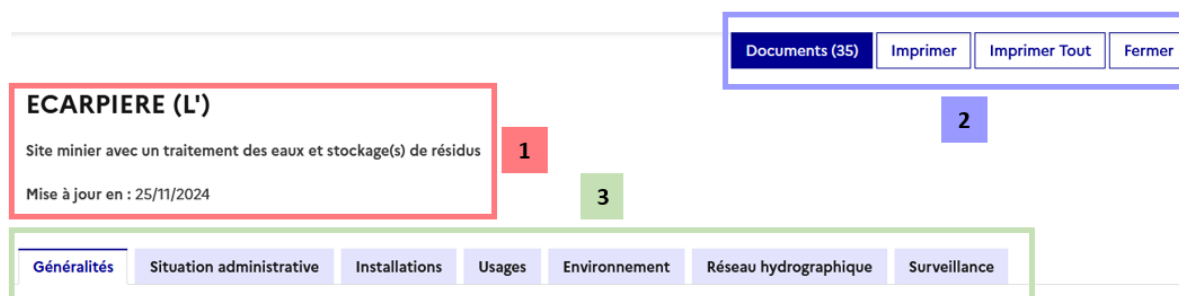 Documents (35) Imprimer Imprimer Tout Fermer
2
ECARPIERE (L')
Site minier avec un traitement des eaux et stockage(s) de résidus
1
Mise à jour en : 25/11/2024
3
Généralités Situation administrative Installations Usages Environnement Réseau hydrographique Surveillance